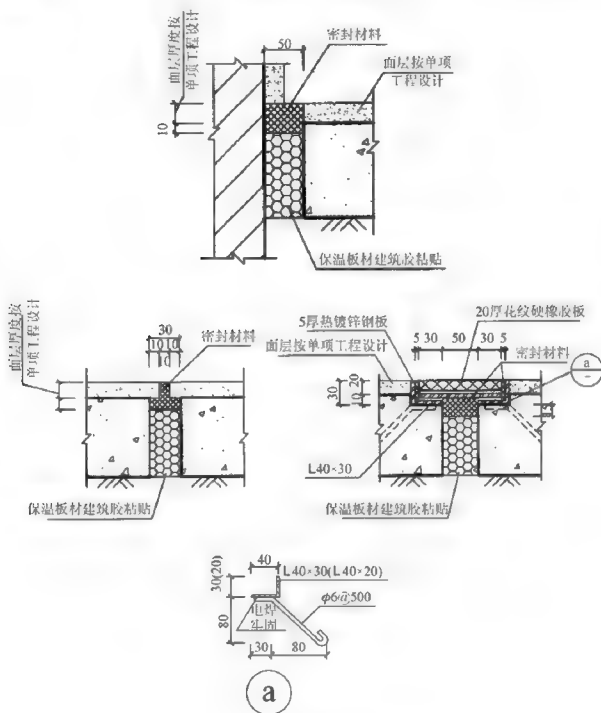 50
密封材料
面层厚度按
单项工程设计
面层按单项
工程设计
10
保温板材建筑胶粘贴
面层厚度按
单项工程设计
30
10 10
10
密封材料
保温板材建筑胶粘贴
20厚花纹硬橡胶板
5厚热镀锌钢板
5 30 50 30 5
面层按单项工程设计
密封材料
a
30
20
10
L40×30
保温板材建筑胶粘贴
40
L40×30(L40×20)
30(20)
φ6@500
电焊
牢固
80
30 80
a